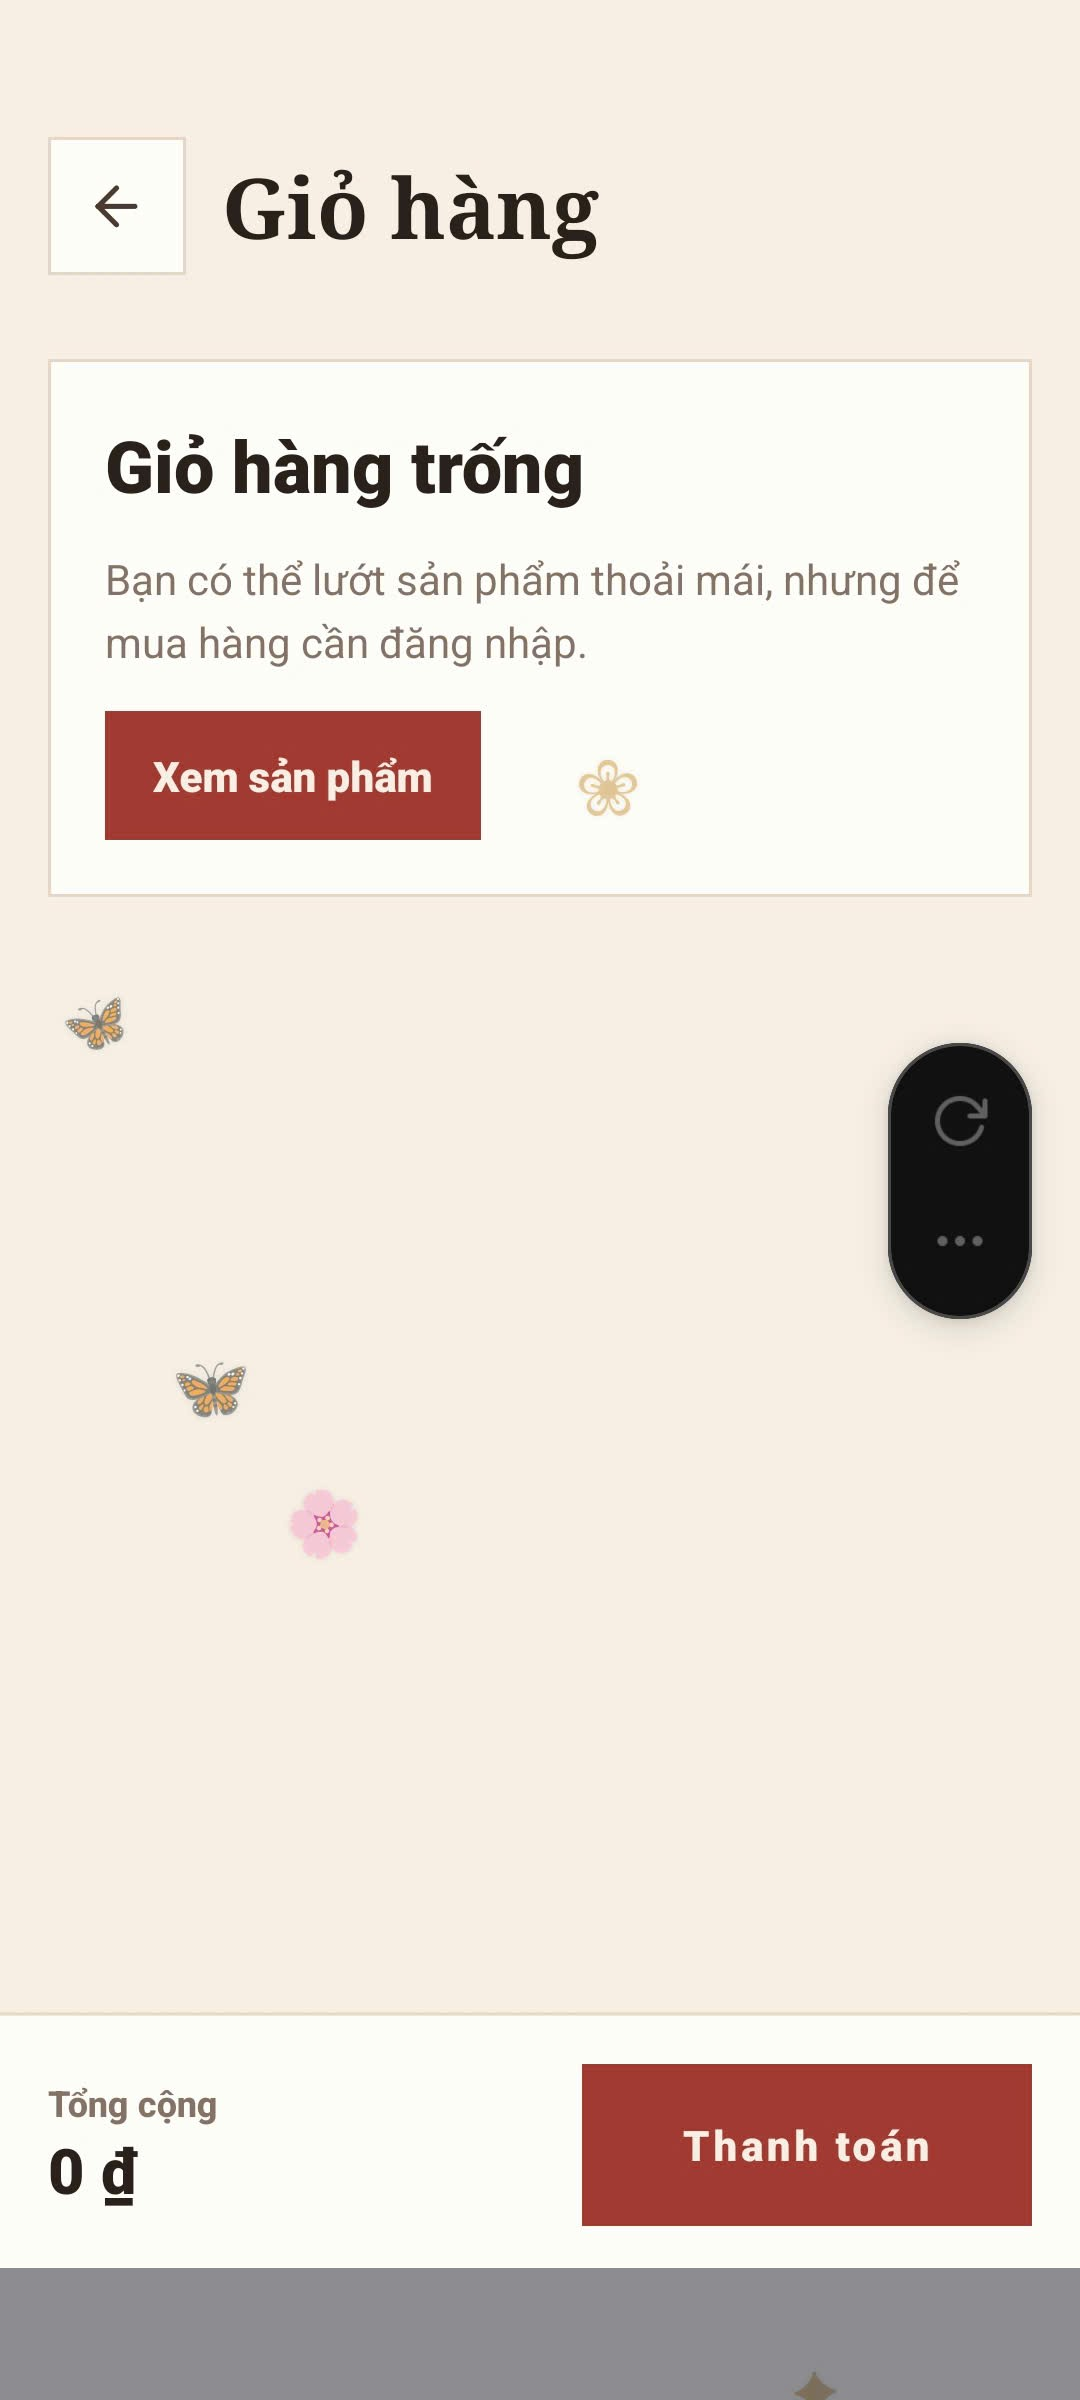 Giỏ hàng
Giỏ hàng trống
Bạn có thể lướt sản phẩm thoải mái, nhưng để
mua hàng cần đăng nhập.
Xem sản phẩm
Tổng cộng
0 ₫
Thanh toán